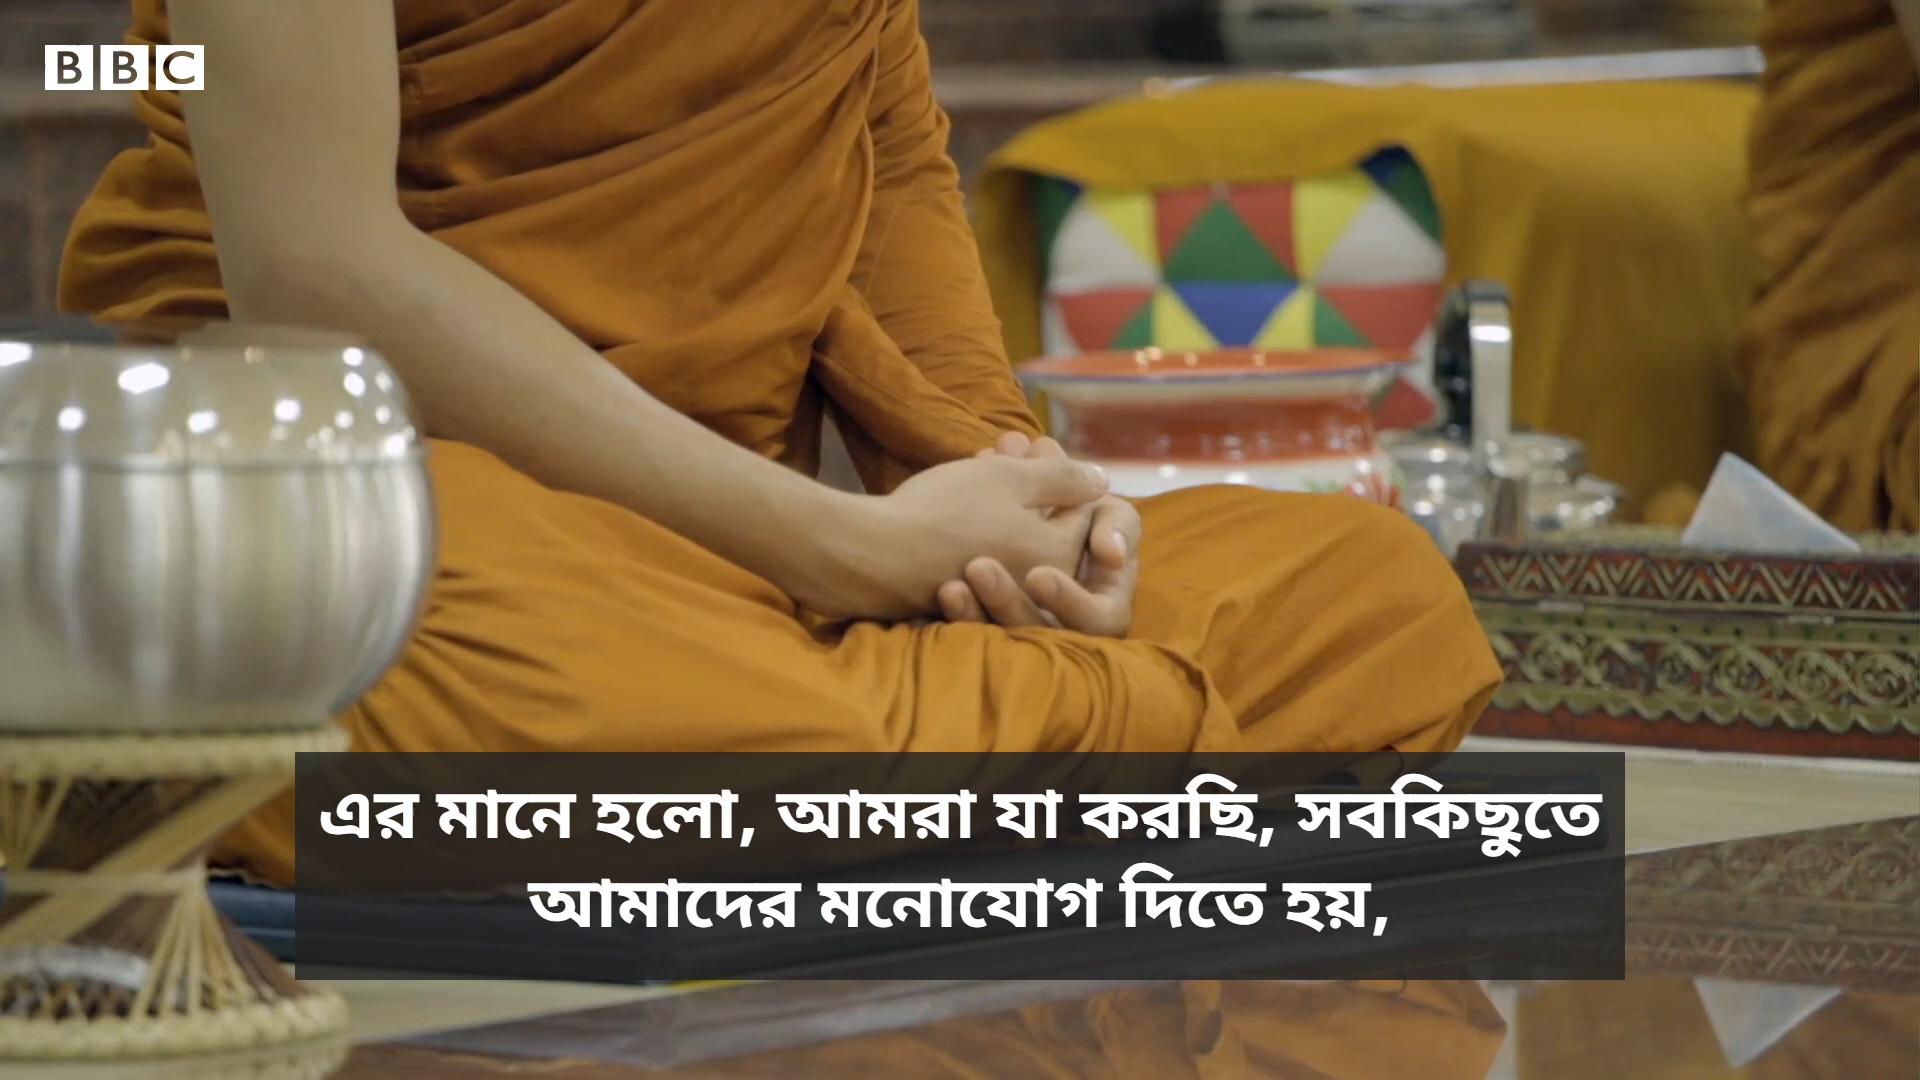 BBC
এর মানে হলো, আমরা যা করছি, সবকিছুতে
আমাদের মনোযোগ দিতে হয়,